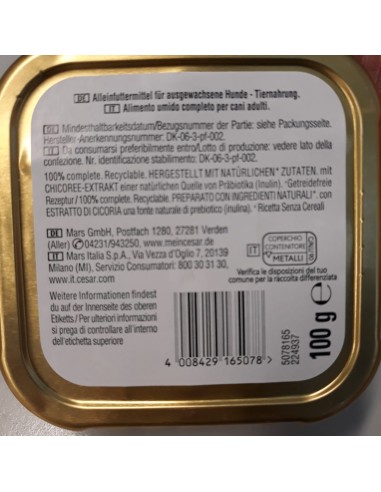 DE Alleinfuttermittel für ausgewachsene Hunde - Tiernahrung.
IT Alimento umido completo per cani adulti.
DE Mindesthaltbarkeitsdatum/Bezugsnummer der Partie: siehe Packungsseite.
Hersteller-Anerkennungsnummer: DK-06-3-pf-002.
IT Da consumarsi preferibilmente entro/Lotto di produzione: vedere lato della
confezione. Nr. identificazione stabilimento: DK-06-3-pf-002.
100% complete. Recyclable. HERGESTELLT MIT NATÜRLICHEN* ZUTATEN, mit
CHICOREE-EXTRAKT einer natürlichen Quelle von Präbiotika (Inulin). *Getreidefreie
Rezeptur / 100% complete. Recyclable. PREPARATO CON INGREDIENTI NATURALI*. con
ESTRATTO DI CICORIA una fonte naturale di prebiotico (inulina). *Ricetta Senza Cereali
DE Mars GmbH, Postfach 1280, 27281 Verden
(Aller) 04231/943250, www.meincesar.de
IT Mars Italia S.p.A., Via Vezza d'Oglio 7, 20139
Milano (MI), Servizio Consumatori: 800 30 31 30,
www.it.cesar.com
IT
COPERCHIO
CONTENITORE
METALLI
Verifica le disposizioni del tuo
comune per la raccolta differenziata
Weitere Informationen findest
du auf der Innenseite des oberen
Etiketts / Per ulteriori informazioni
si prega di controllare all'interno
dell'etichetta superiore
4 008429 165078 >
5078165
224937
100 g e